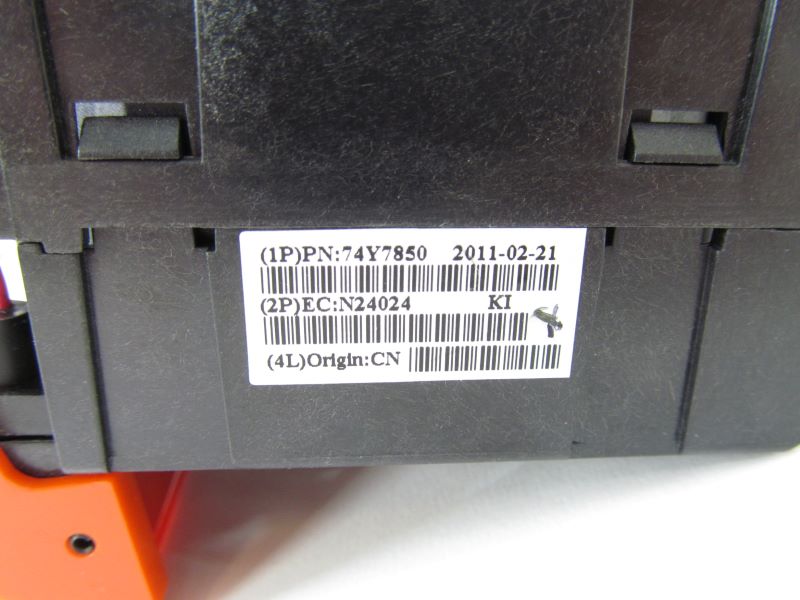 (1P)PN:74Y7850 2011-02-21
(2P)EC:N24024 KI
(4L)Origin:CN